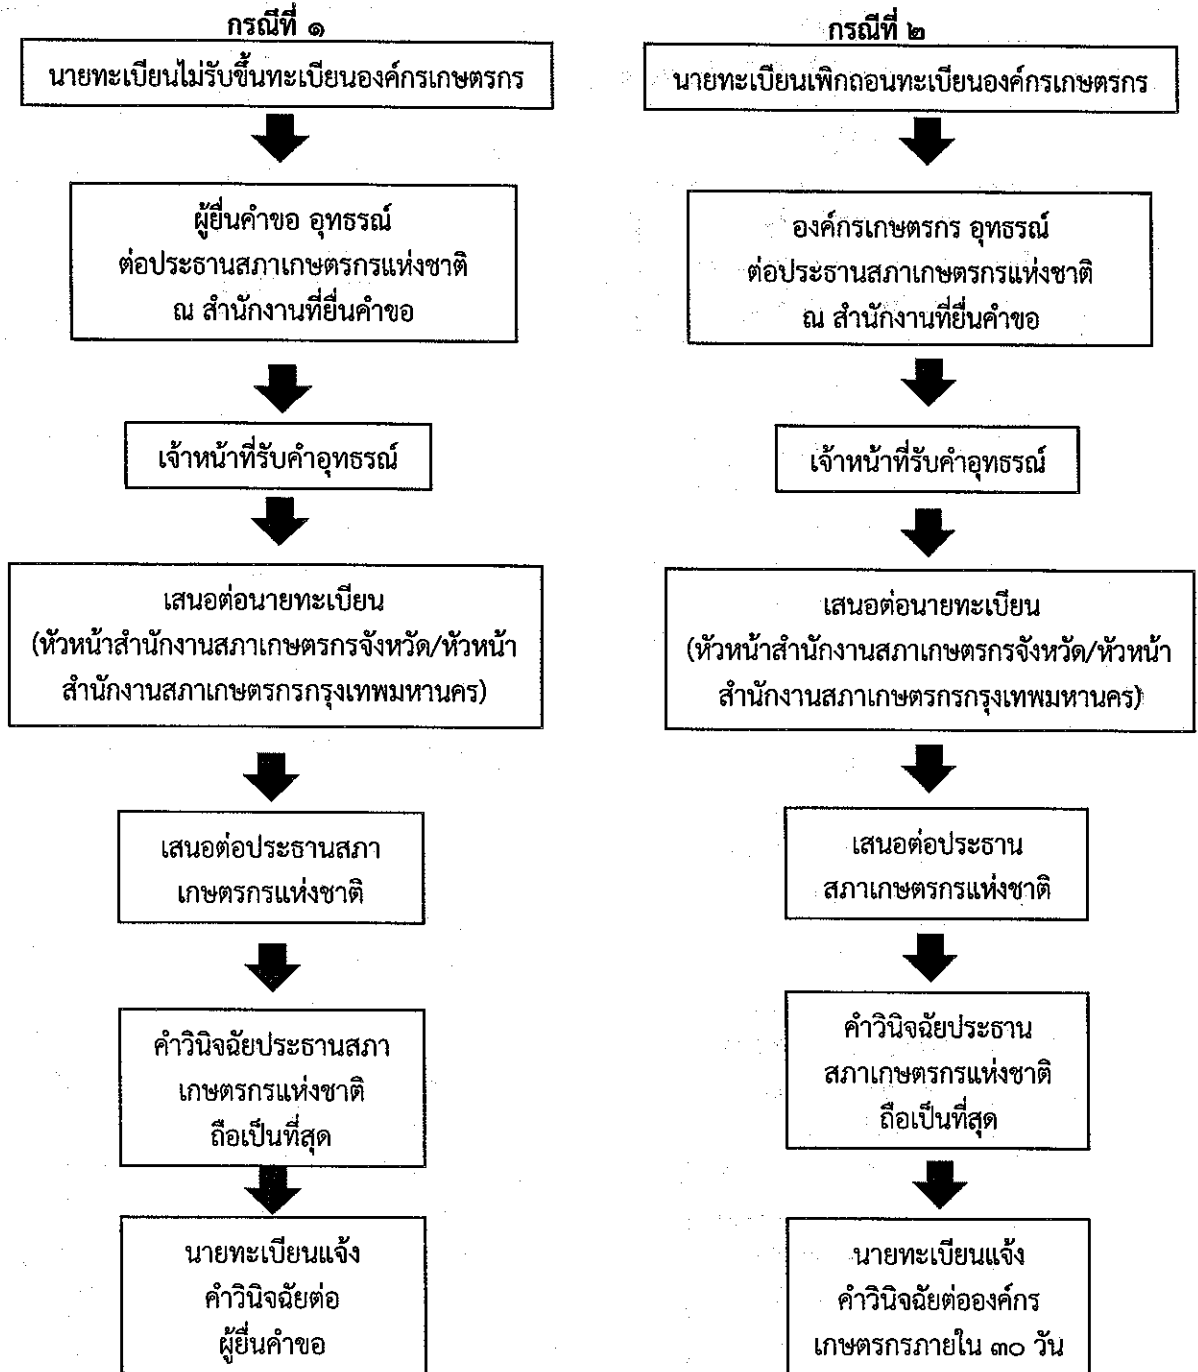 กรณีที่ ๑
นายทะเบียนไม่รับขึ้นทะเบียนองค์กรเกษตรกร
ผู้ยื่นคำขอ อุทธรณ์
ต่อประธานสภาเกษตรกรแห่งชาติ
ณ สำนักงานที่ยื่นคำขอ
เจ้าหน้าที่รับคำอุทธรณ์
เสนอต่อนายทะเบียน
(หัวหน้าสำนักงานสภาเกษตรกรจังหวัด/หัวหน้า
สำนักงานสภาเกษตรกรกรุงเทพมหานคร)
เสนอต่อประธานสภา
เกษตรกรแห่งชาติ
คำวินิจฉัยประธานสภา
เกษตรกรแห่งชาติ
ถือเป็นที่สุด
นายทะเบียนแจ้ง
คำวินิจฉัยต่อ
ผู้ยื่นคำขอ
กรณีที่ ๒
นายทะเบียนเพิกถอนทะเบียนองค์กรเกษตรกร
องค์กรเกษตรกร อุทธรณ์
ต่อประธานสภาเกษตรกรแห่งชาติ
ณ สำนักงานที่ยื่นคำขอ
เจ้าหน้าที่รับคำอุทธรณ์
เสนอต่อนายทะเบียน
(หัวหน้าสำนักงานสภาเกษตรกรจังหวัด/หัวหน้า
สำนักงานสภาเกษตรกรกรุงเทพมหานคร)
เสนอต่อประธาน
สภาเกษตรกรแห่งชาติ
คำวินิจฉัยประธาน
สภาเกษตรกรแห่งชาติ
ถือเป็นที่สุด
นายทะเบียนแจ้ง
คำวินิจฉัยต่อองค์กร
เกษตรกรภายใน ๓๐ วัน